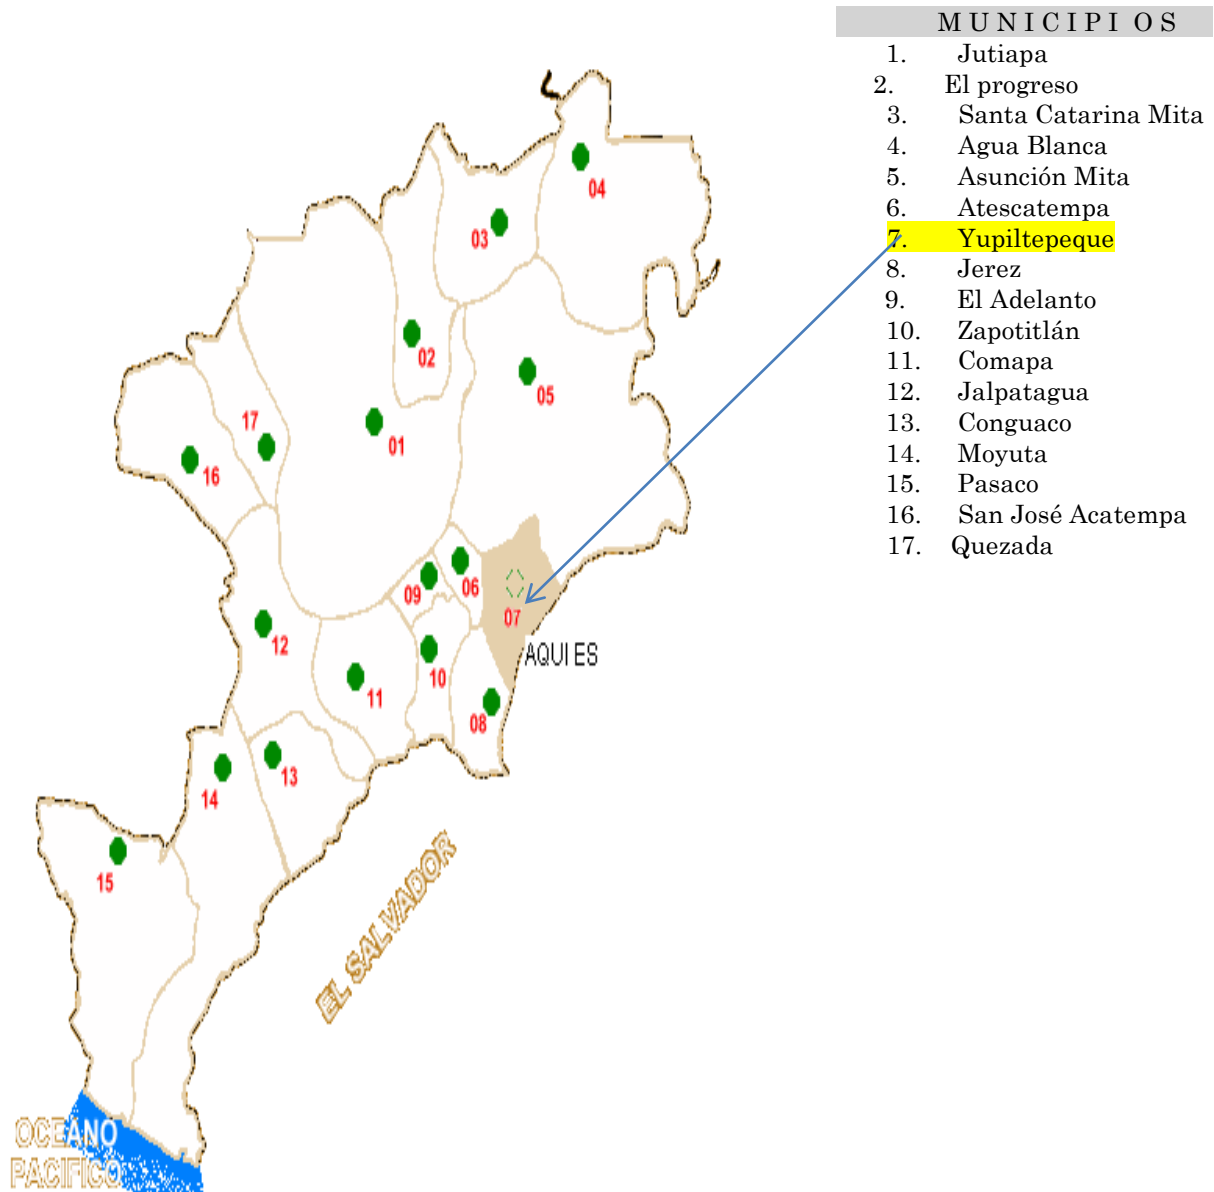 M U N I C I P I O S
1. Jutiapa
2. El progreso
3. Santa Catarina Mita
4. Agua Blanca
5. Asunción Mita
6. Atescatempa
7. Yupiltepeque
8. Jerez
9. El Adelanto
10. Zapotitlán
11. Comapa
12. Jalpatagua
13. Conguaco
14. Moyuta
15. Pasaco
16. San José Acatempa
17. Quezada
04
03
02
05
17
01
16
09
06
07
12
10
AQUI ES
11
08
13
14
15
EL SALVADOR
OCEANO
PACIFICO